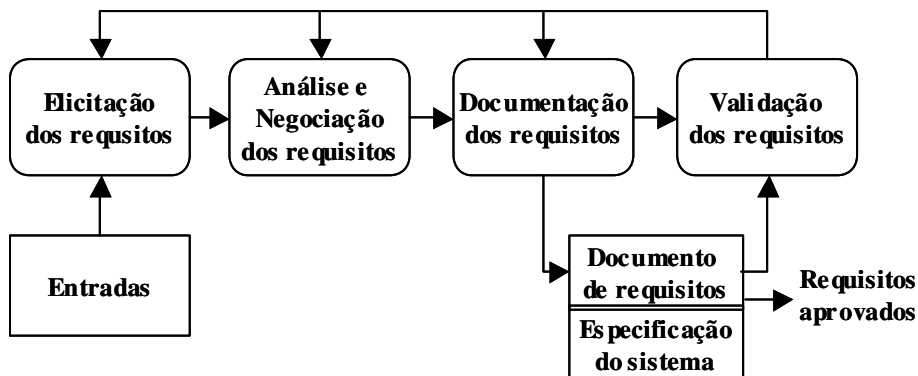 Elicitação
dos requsitos
Análise e
Negociação
dos requisitos
Documentação
dos requisitos
Validação
dos requisitos
Entradas
Documento
de requisitos
Especificação
do sistema
Requisitos
aprovados